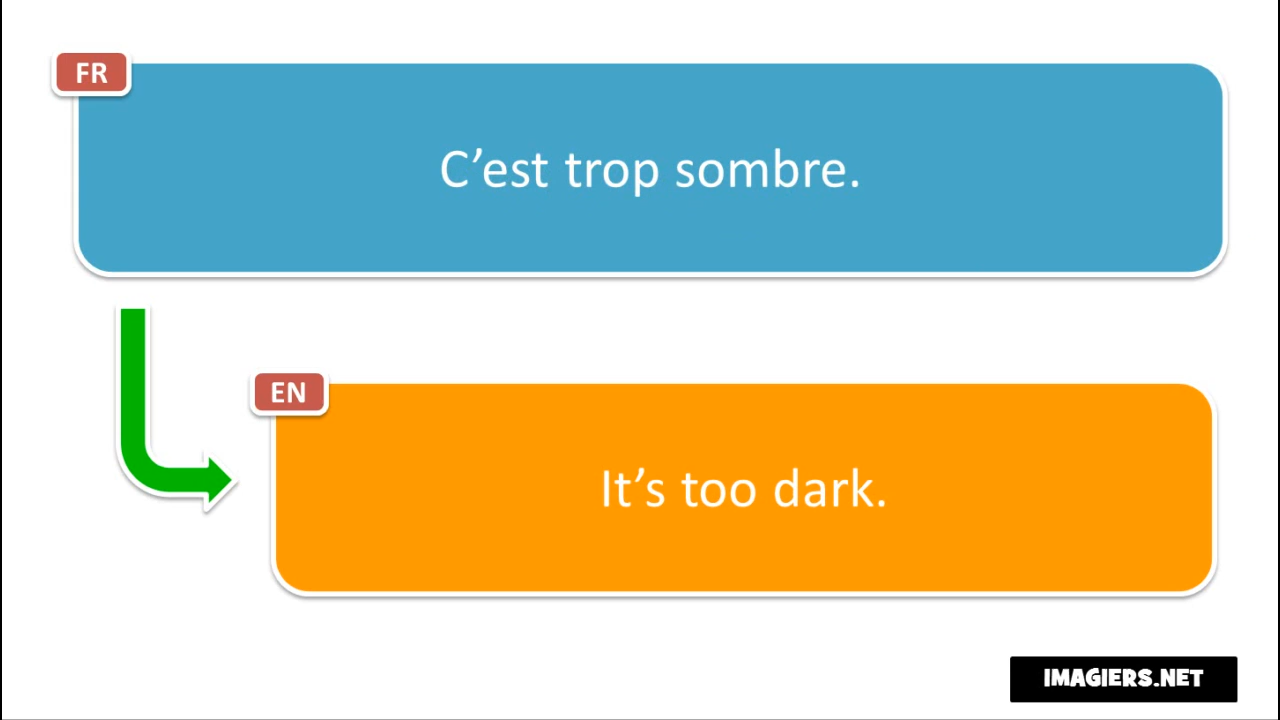 FR
C’est trop sombre.
EN
It’s too dark.
IMAGIERS.NET